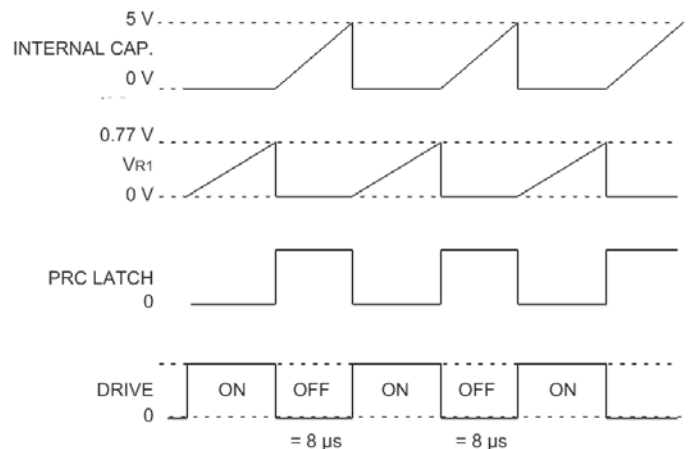 5 V
INTERNAL CAP.
0 V
0.77 V
VR1
0 V
PRC LATCH
0
DRIVE ON OFF ON OFF ON
0
= 8 µs = 8 µs